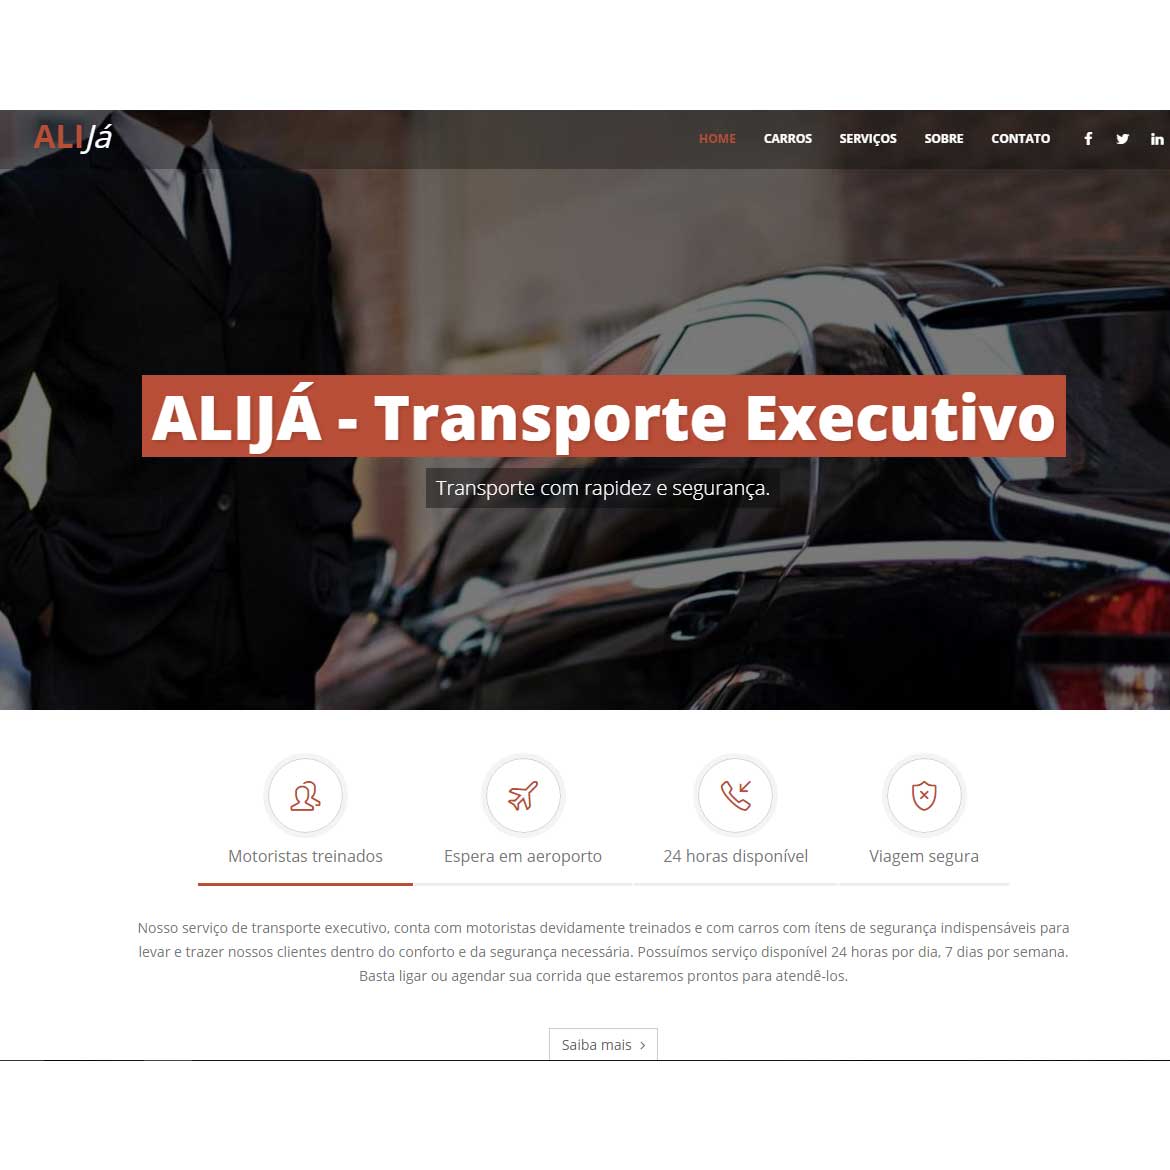 ALIJá
HOME CARROS SERVIÇOS SOBRE CONTATO
ALIJÁ - Transporte Executivo
Transporte com rapidez e segurança.
Motoristas treinados
Espera em aeroporto
24 horas disponível
Viagem segura
Nosso serviço de transporte executivo, conta com motoristas devidamente treinados e com carros com ítens de segurança indispensáveis para
levar e trazer nossos clientes dentro do conforto e da segurança necessária. Possuímos serviço disponível 24 horas por dia, 7 dias por semana.
Basta ligar ou agendar sua corrida que estaremos prontos para atendê-los.
Saiba mais